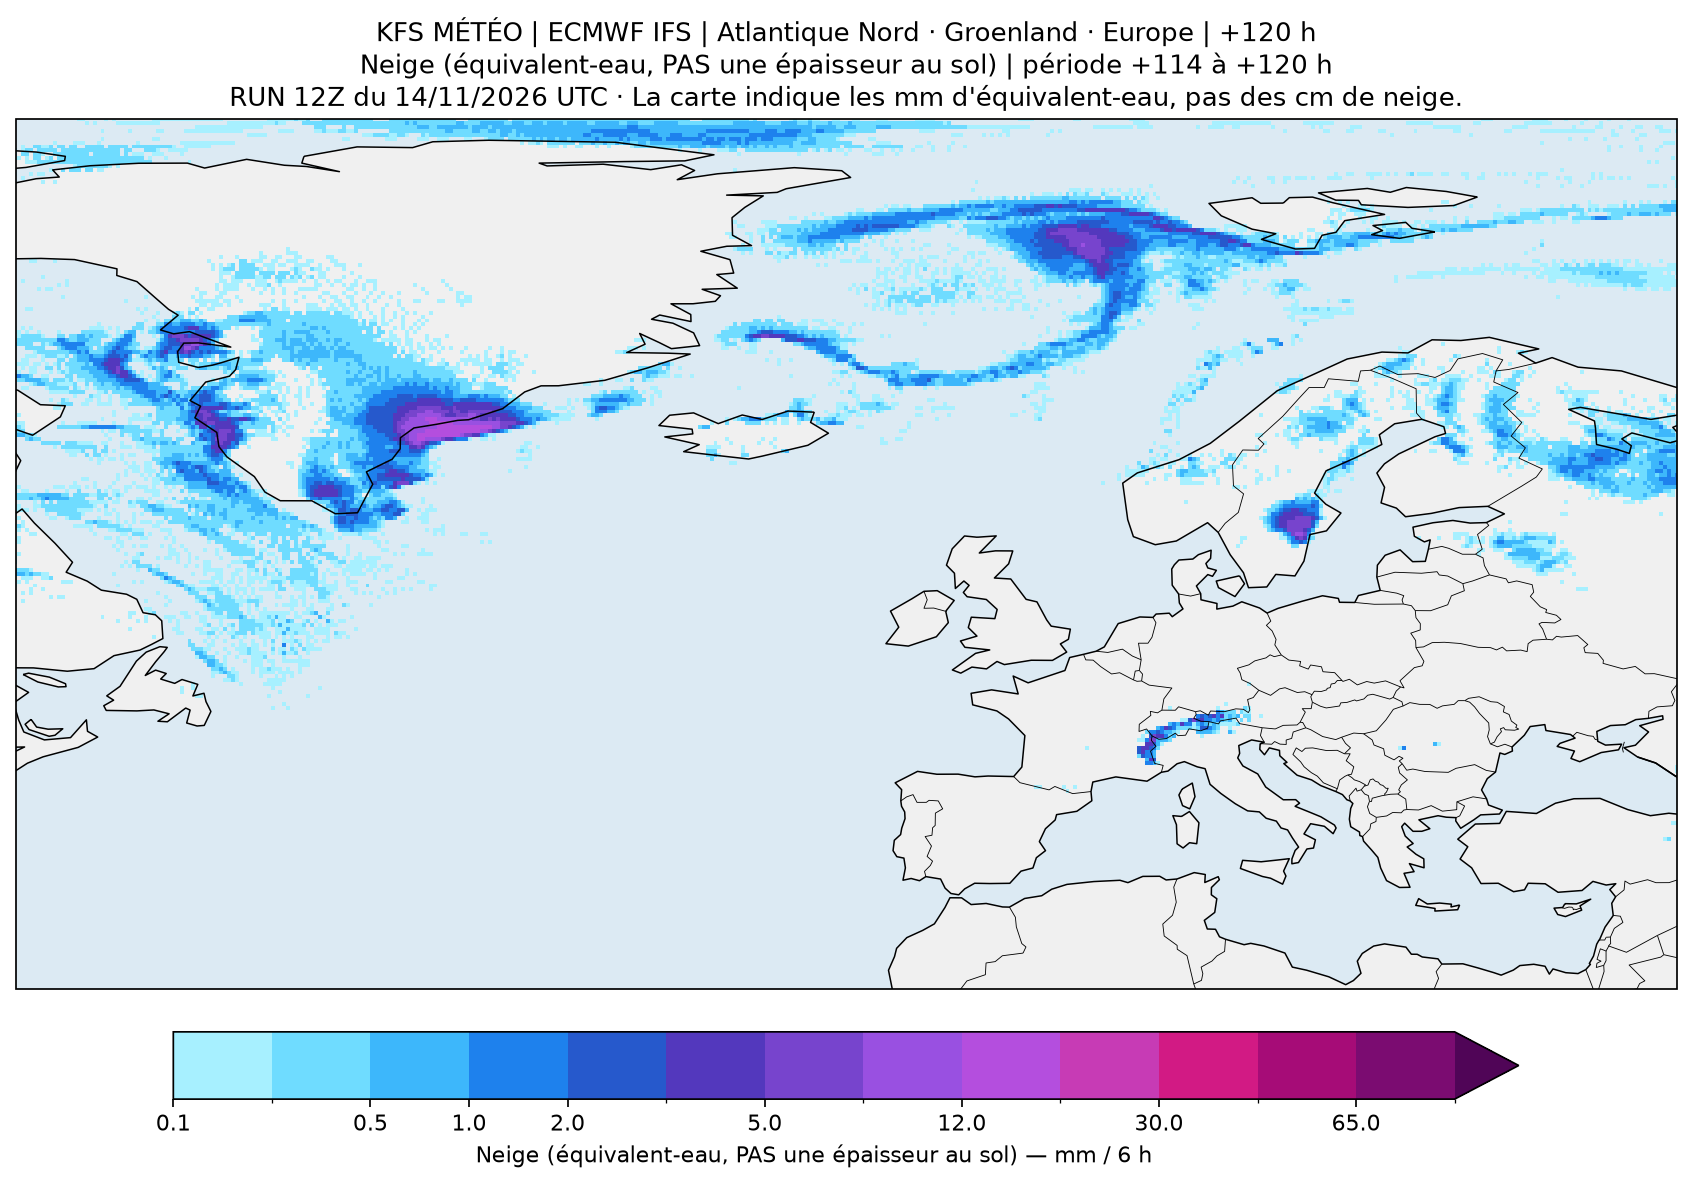 KFS MÉTÉO | ECMWF IFS | Atlantique Nord · Groenland · Europe | +120 h
Neige (équivalent-eau, PAS une épaisseur au sol) | période +114 à +120 h
RUN 12Z du 14/11/2026 UTC · La carte indique les mm d'équivalent-eau, pas des cm de neige.
0.1 0.5 1.0 2.0 5.0 12.0 30.0 65.0
Neige (équivalent-eau, PAS une épaisseur au sol) — mm / 6 h